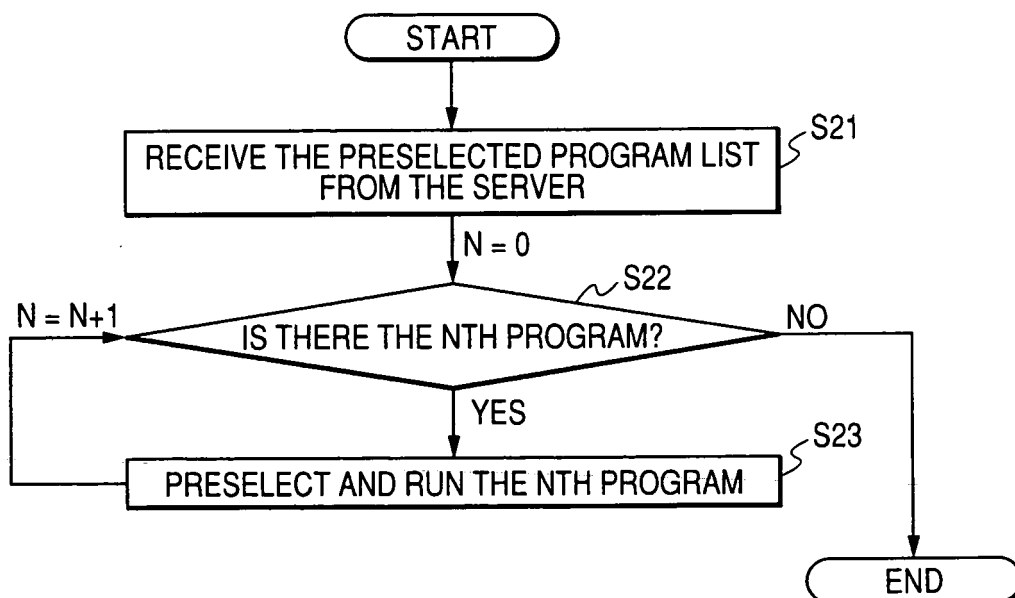 START
S21
RECEIVE THE PRESELECTED PROGRAM LIST
FROM THE SERVER
N = 0
S22
N = N+1
IS THERE THE NTH PROGRAM?
NO
YES
S23
PRESELECT AND RUN THE NTH PROGRAM
END